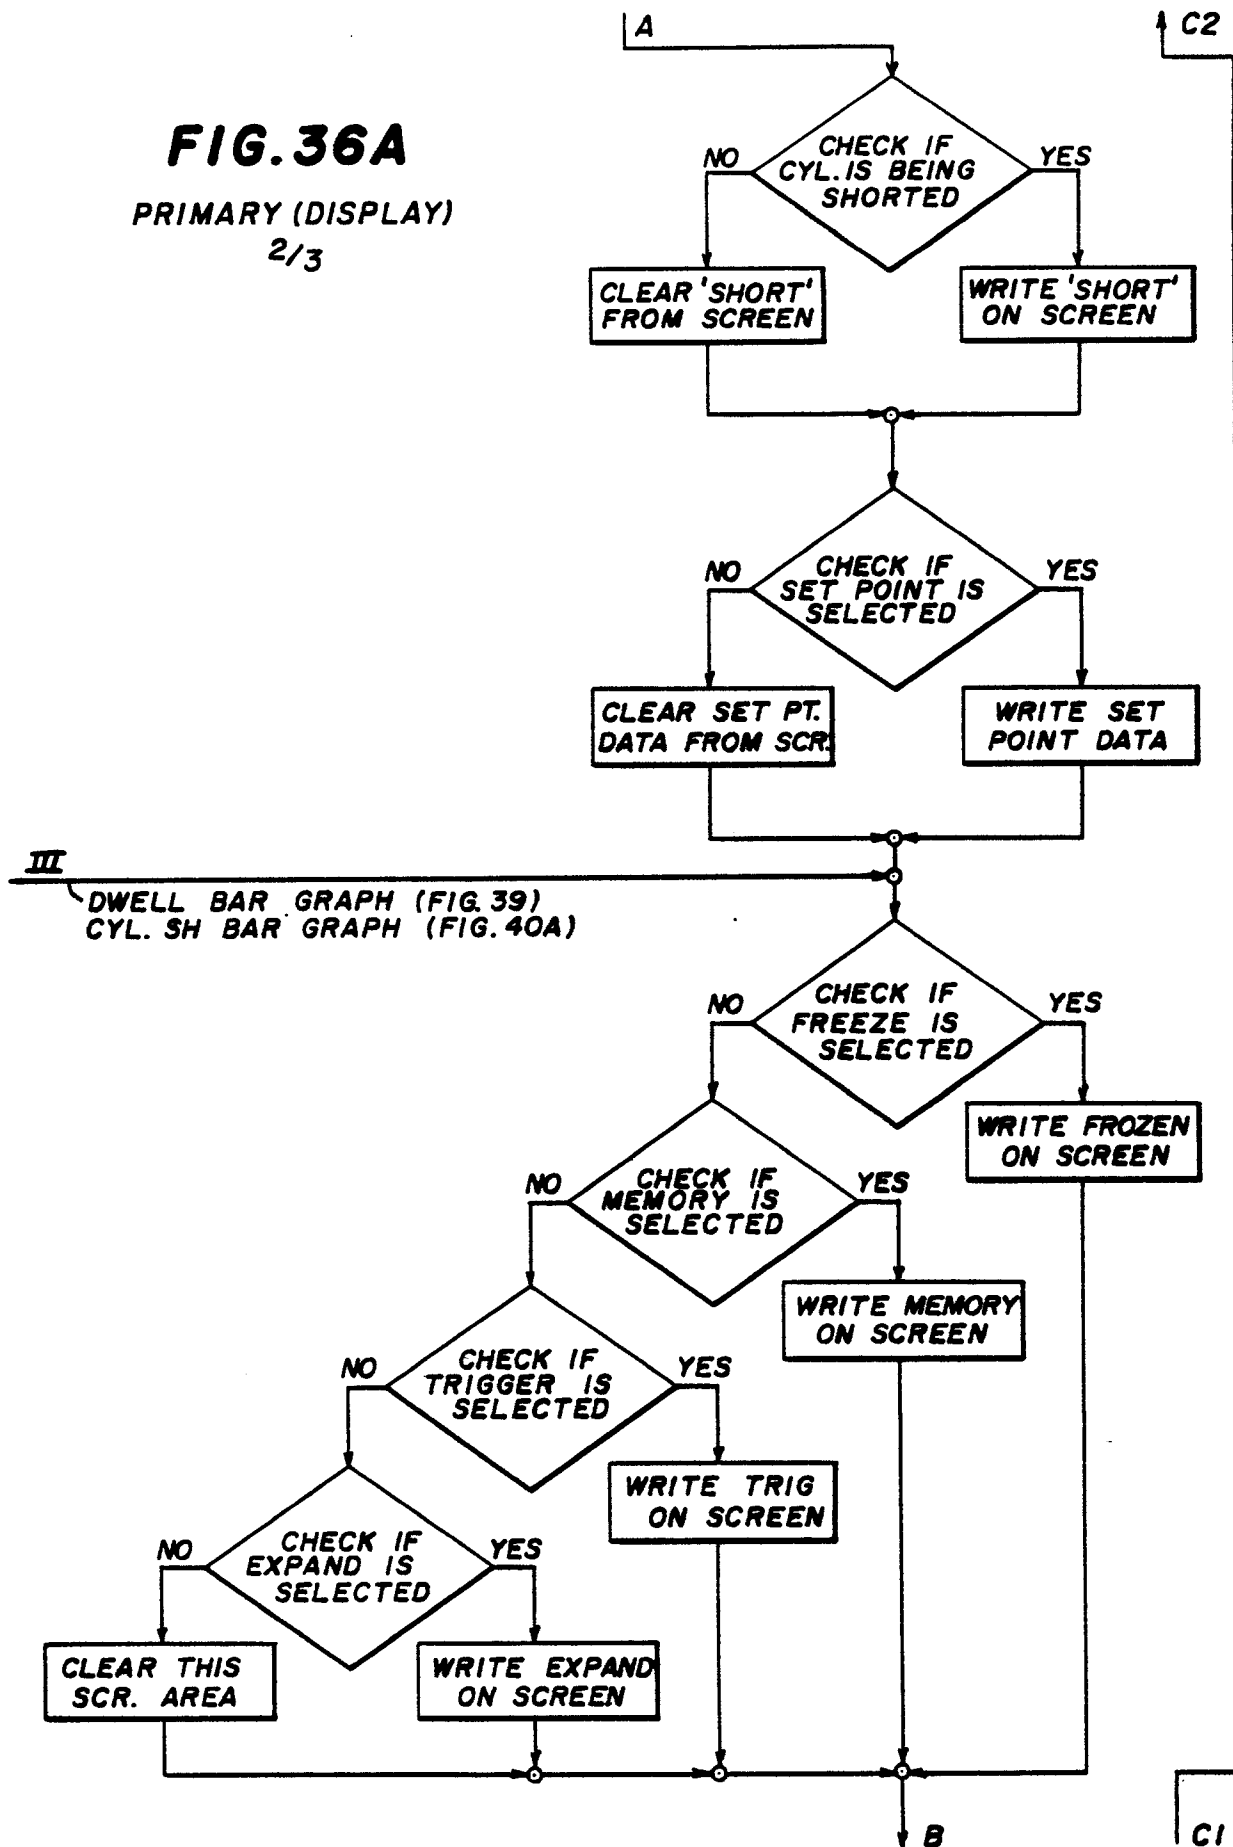 A
C2
FIG. 36A
PRIMARY (DISPLAY)
2/3
CHECK IF
CYL. IS BEING
SHORTED
NO
YES
CLEAR 'SHORT'
FROM SCREEN
WRITE 'SHORT'
ON SCREEN
CHECK IF
SET POINT IS
SELECTED
NO
YES
CLEAR SET PT.
DATA FROM SCR.
WRITE SET
POINT DATA
III
DWELL BAR GRAPH (FIG. 39)
CYL. SH BAR GRAPH (FIG. 40A)
CHECK IF
FREEZE IS
SELECTED
NO
YES
WRITE FROZEN
ON SCREEN
CHECK IF
MEMORY IS
SELECTED
NO
YES
WRITE MEMORY
ON SCREEN
CHECK IF
TRIGGER IS
SELECTED
NO
YES
WRITE TRIG
ON SCREEN
CHECK IF
EXPAND IS
SELECTED
NO
YES
CLEAR THIS
SCR. AREA
WRITE EXPAND
ON SCREEN
B
C1